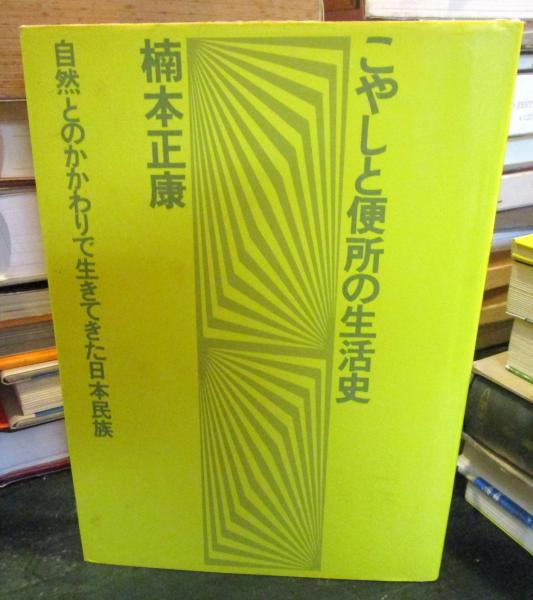 こやしと便所の生活史
楠本正康
自然とのかかわりで生きてきた日本民族